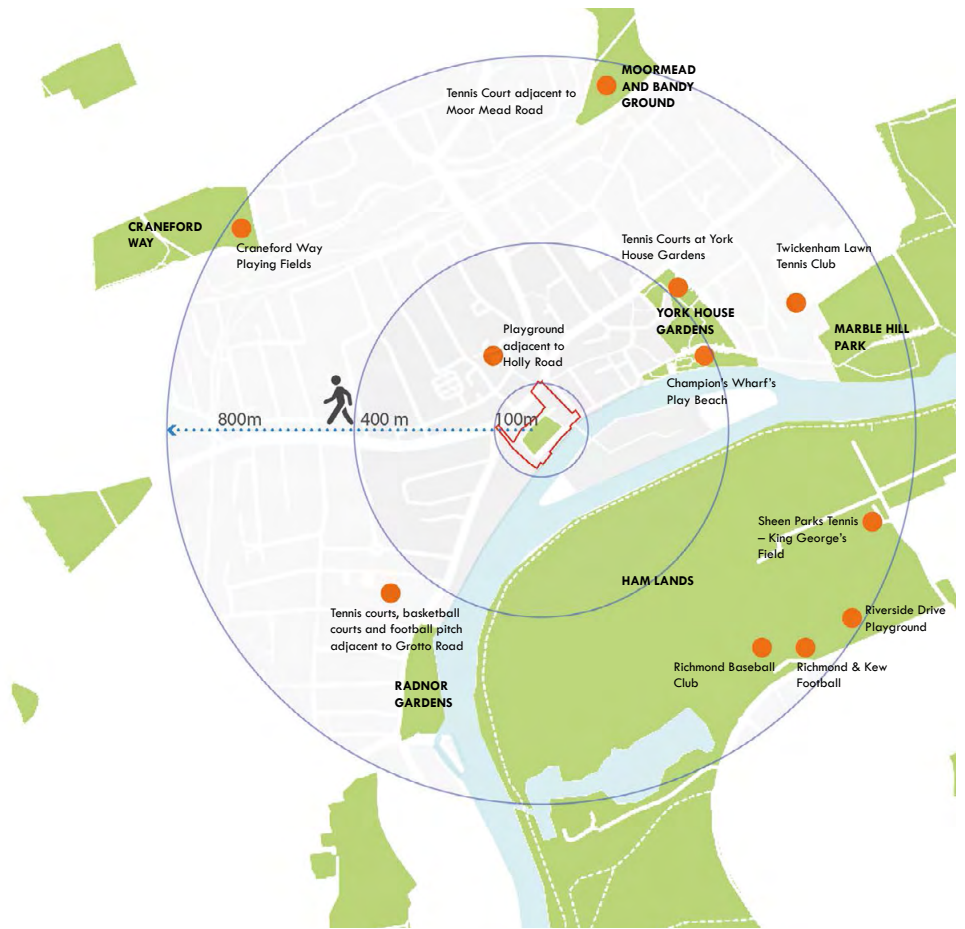 MOORMEAD
AND BANDY
GROUND
Tennis Court adjacent to
Moor Mead Road
CRANEFORD
WAY
Craneford Way
Playing Fields
Tennis Courts at York
House Gardens
Twickenham Lawn
Tennis Club
YORK HOUSE
GARDENS
MARBLE HILL
PARK
Playground
adjacent to
Holly Road
Champion's Wharf's
Play Beach
800m
400 m
100m
Sheen Parks Tennis
– King George's
Field
HAM LANDS
Tennis courts, basketball
courts and football pitch
adjacent to Grotto Road
Riverside Drive
Playground
Richmond Baseball
Club
Richmond & Kew
Football
RADNOR
GARDENS